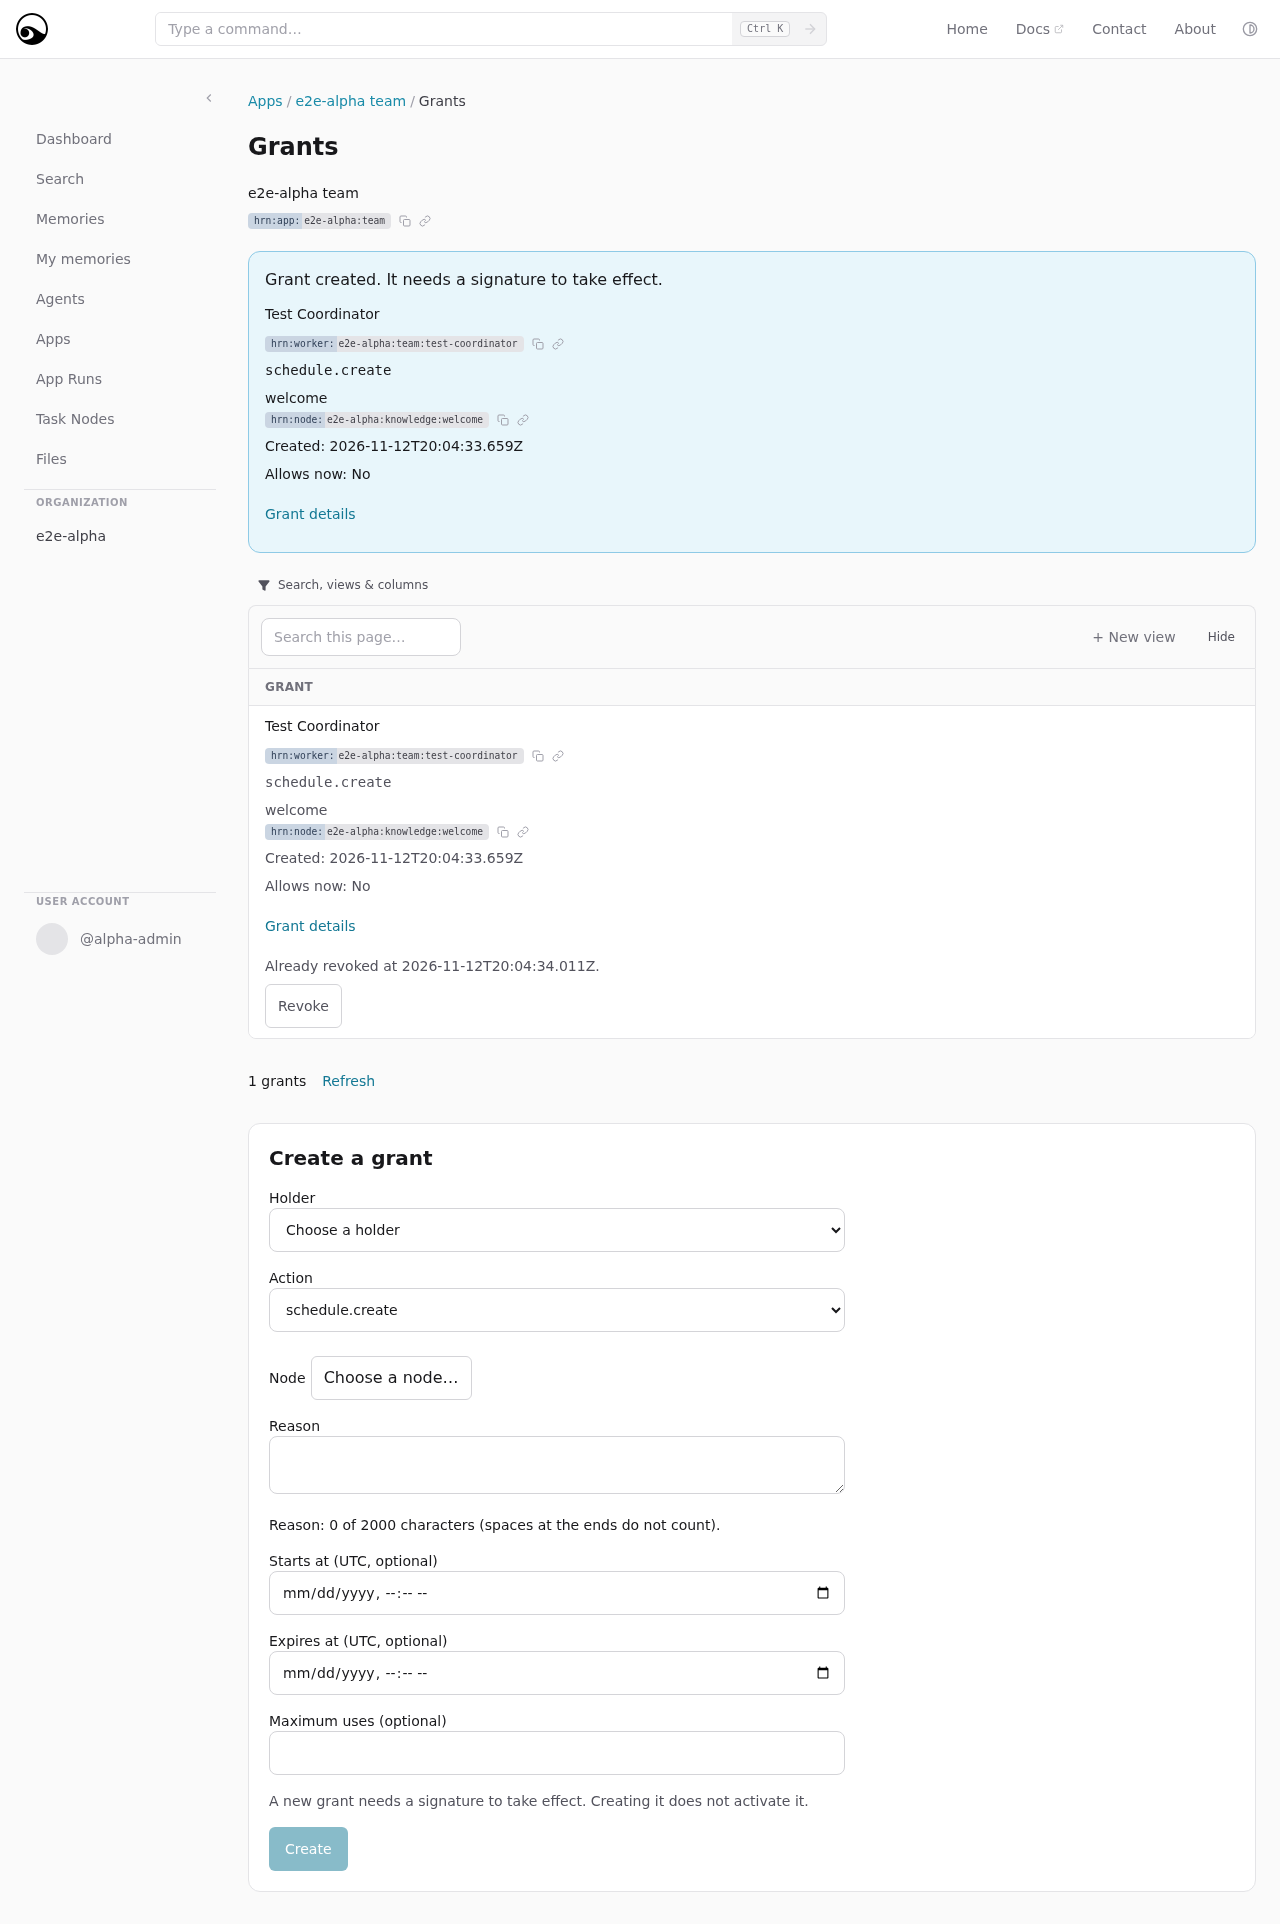 Type a command...
Ctrl K
Home
Docs
Contact
About
Dashboard
Search
Memories
My memories
Agents
Apps
App Runs
Task Nodes
Files
ORGANIZATION
e2e-alpha
USER ACCOUNT
@alpha-admin
Apps / e2e-alpha team / Grants
Grants
e2e-alpha team
hrn:app: e2e-alpha:team
Grant created. It needs a signature to take effect.
Test Coordinator
hrn:worker: e2e-alpha:team:test-coordinator
schedule.create
welcome
hrn:node: e2e-alpha:knowledge:welcome
Created: 2026-11-12T20:04:33.659Z
Allows now: No
Grant details
Search, views & columns
Search this page...
+ New view
Hide
GRANT
Test Coordinator
hrn:worker: e2e-alpha:team:test-coordinator
schedule.create
welcome
hrn:node: e2e-alpha:knowledge:welcome
Created: 2026-11-12T20:04:33.659Z
Allows now: No
Grant details
Already revoked at 2026-11-12T20:04:34.011Z.
Revoke
1 grants Refresh
Create a grant
Holder
Choose a holder
Action
schedule.create
Node Choose a node...
Reason
Reason: 0 of 2000 characters (spaces at the ends do not count).
Starts at (UTC, optional)
mm/dd/yyyy, --:-- --
Expires at (UTC, optional)
mm/dd/yyyy, --:-- --
Maximum uses (optional)
A new grant needs a signature to take effect. Creating it does not activate it.
Create